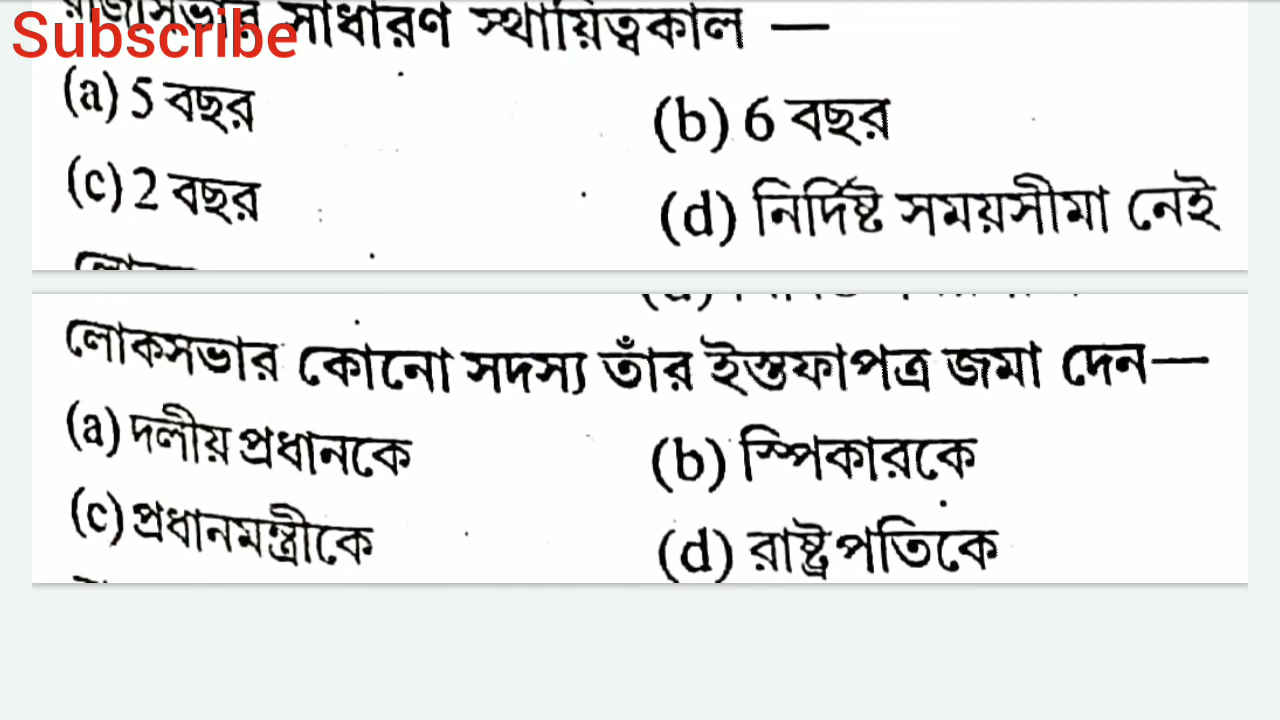 Subscribe
সাধারণ স্থায়িত্বকাল —
(a) 5 বছর
(b) 6 বছর
(c) 2 বছর
(d) নির্দিষ্ট সময়সীমা নেই
লোকসভার কোনো সদস্য তাঁর ইস্তফাপত্র জমা দেন—
(a) দলীয় প্রধানকে
(b) স্পিকারকে
(c) প্রধানমন্ত্রীকে
(d) রাষ্ট্রপতিকে